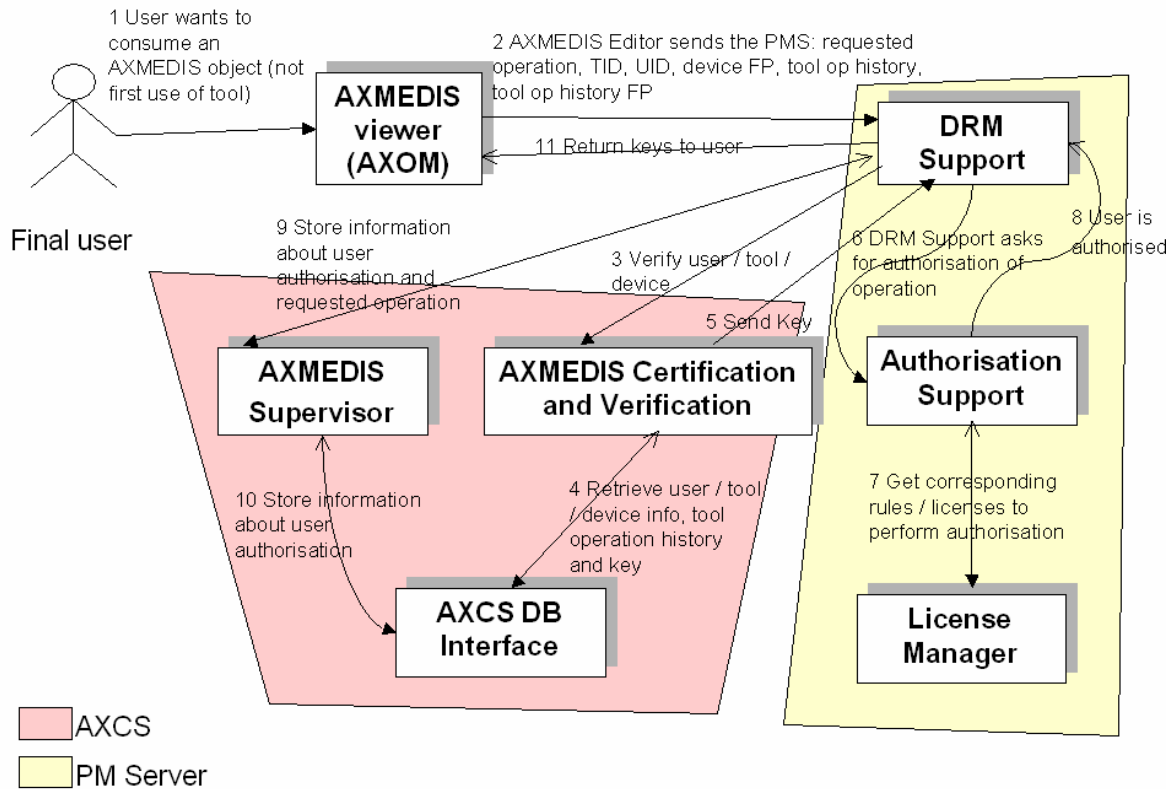 1 User wants to
consume an
AXMEDIS object (not
first use of tool)
2 AXMEDIS Editor sends the PMS: requested
operation, TID, UID, device FP, tool op history,
tool op history FP
AXMEDIS
viewer
(AXOM)
DRM
Support
11 Return keys to user
Final user
9 Store information
about user
authorisation and
requested operation
3 Verify user / tool /
device
6 DRM Support asks
for authorisation of
operation
8 User is
authorised
5 Send Key
AXMEDIS
Supervisor
AXMEDIS Certification
and Verification
Authorisation
Support
10 Store information
about user
authorisation
4 Retrieve user / tool
/ device info, tool
operation history
and key
7 Get corresponding
rules / licenses to
perform authorisation
AXCS DB
Interface
License
Manager
AXCS
PM Server